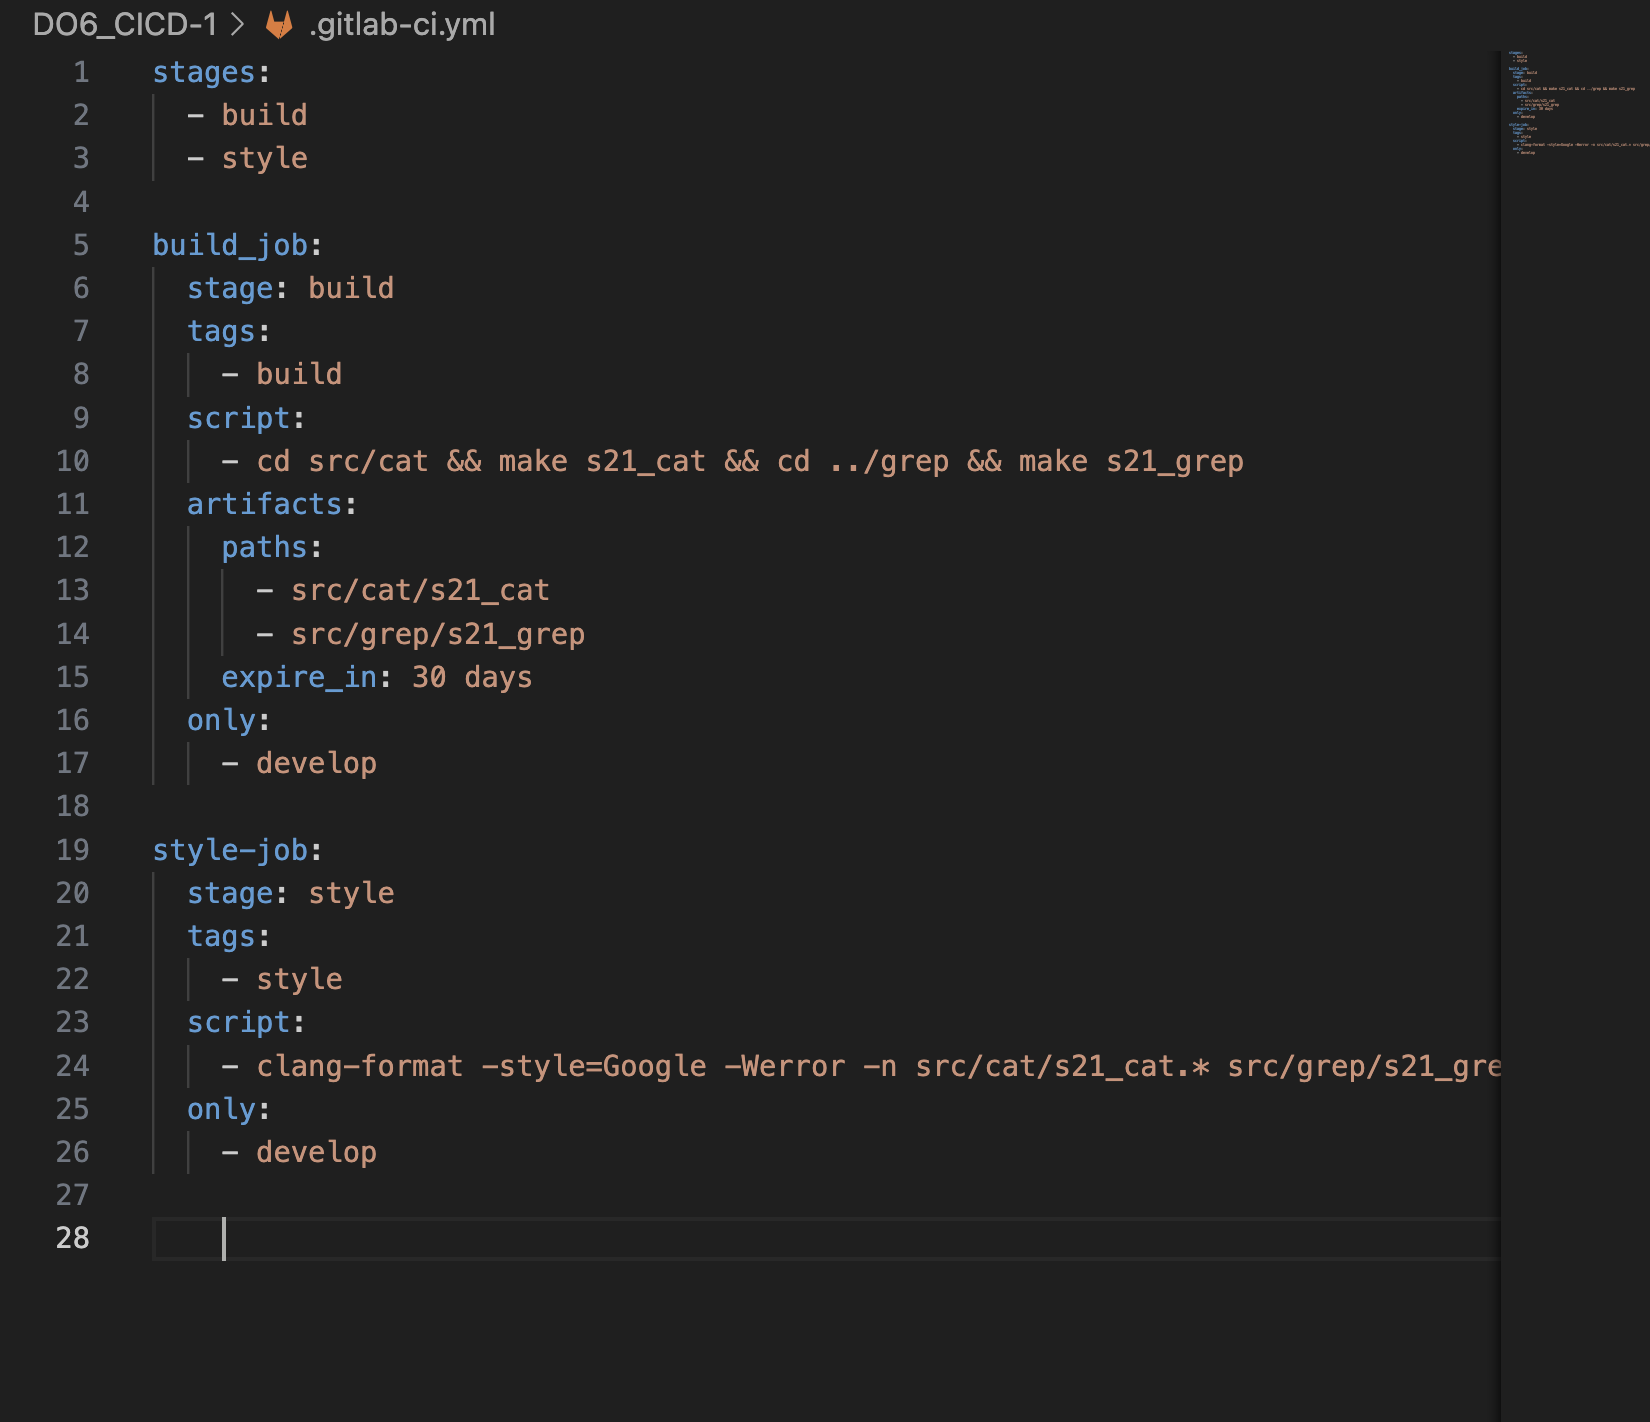 DO6_CICD-1 > .gitlab-ci.yml
1 stages:
2   - build
3   - style
4
5 build_job:
6   stage: build
7   tags:
8     - build
9   script:
10     - cd src/cat && make s21_cat && cd ../grep && make s21_grep
11   artifacts:
12     paths:
13       - src/cat/s21_cat
14       - src/grep/s21_grep
15     expire_in: 30 days
16   only:
17     - develop
18
19 style-job:
20   stage: style
21   tags:
22     - style
23   script:
24     - clang-format -style=Google -Werror -n src/cat/s21_cat.* src/grep/s21_gre
25   only:
26     - develop
27
28